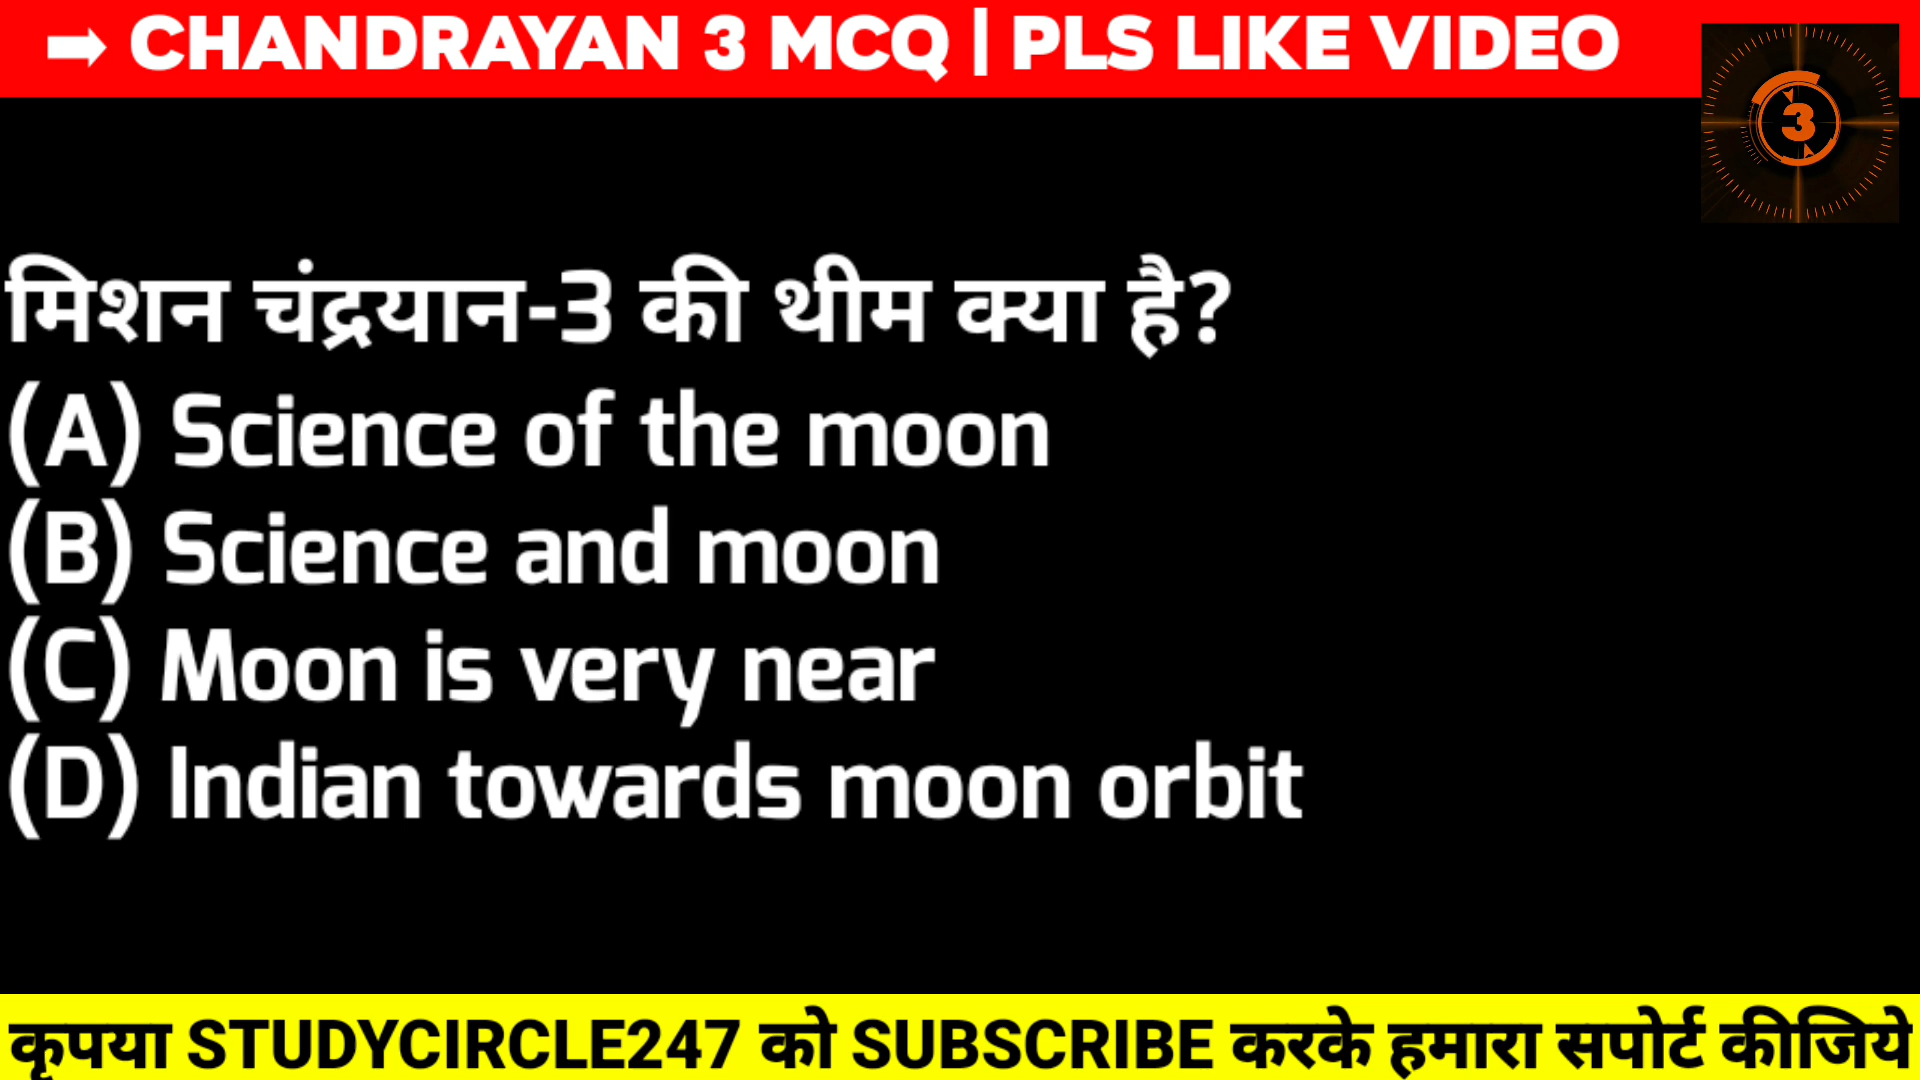 ➡ CHANDRAYAN 3 MCQ | PLS LIKE VIDEO
3
मिशन चंद्रयान-3 की थीम क्या है?
(A) Science of the moon
(B) Science and moon
(C) Moon is very near
(D) Indian towards moon orbit
कृपया STUDYCIRCLE247 को SUBSCRIBE करके हमारा सपोर्ट कीजिये